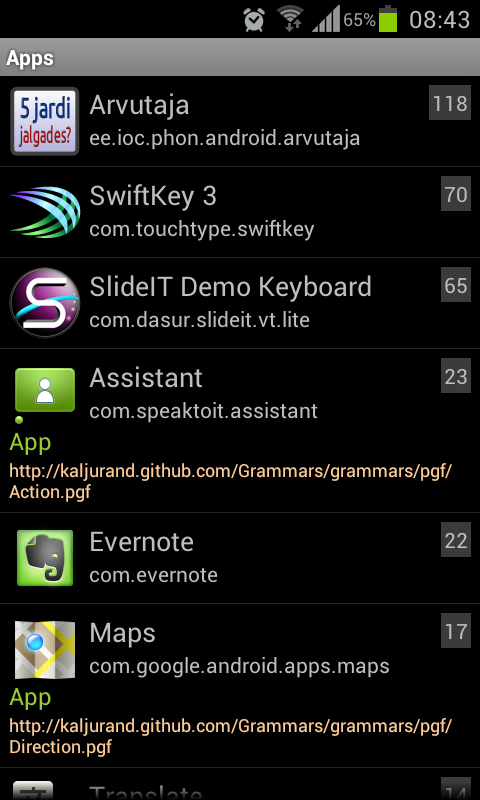 65% 08:43
Apps
5 jardi
jalgades?
Arvutaja 118
ee.ioc.phon.android.arvutaja
SwiftKey 3 70
com.touchtype.swiftkey
S
SlideIT Demo Keyboard 65
com.dasur.slideit.vt.lite
Assistant 23
com.speaktoit.assistant
App
http://kaljurand.github.com/Grammars/grammars/pgf/
Action.pgf
Evernote 22
com.evernote
Maps 17
com.google.android.apps.maps
App
http://kaljurand.github.com/Grammars/grammars/pgf/
Direction.pgf
Translate 14